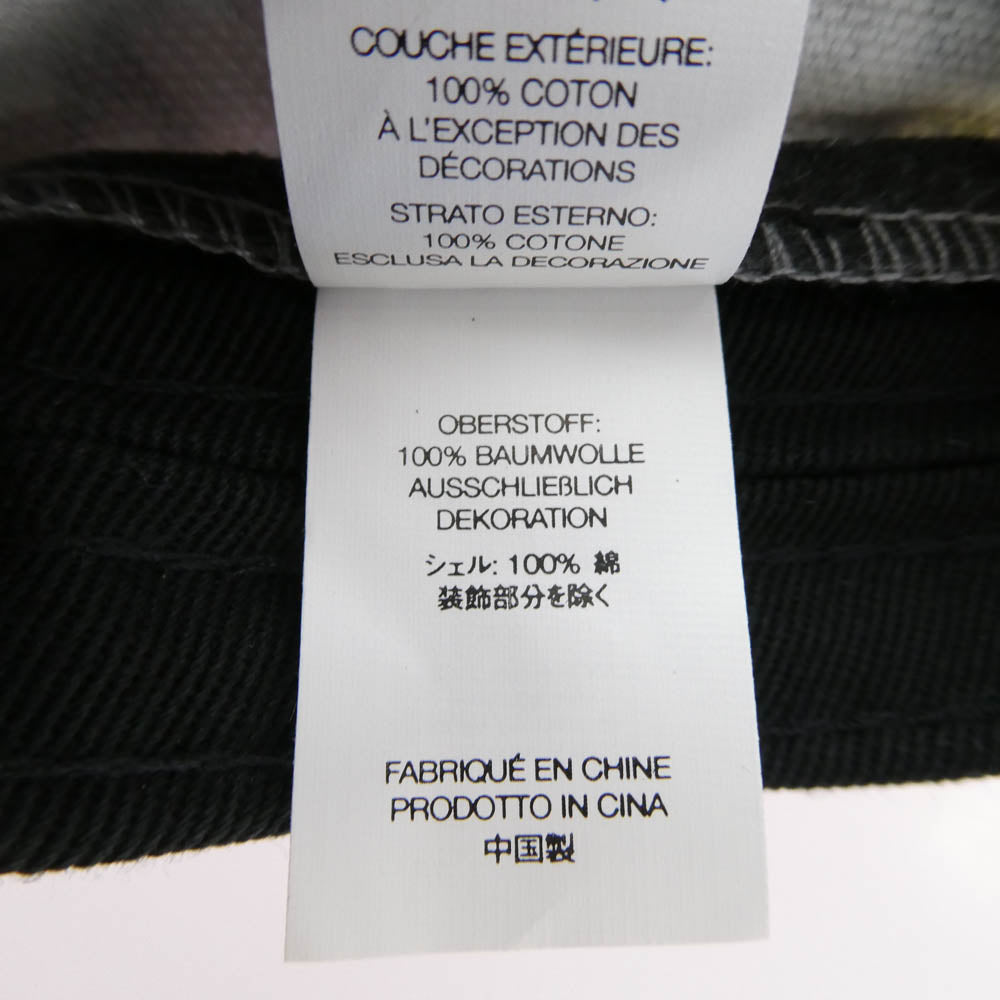 COUCHE EXTÉRIEURE:
100% COTON
À L'EXCEPTION DES
DÉCORATIONS
STRATO ESTERNO:
100% COTONE
ESCLUSA LA DECORAZIONE
OBERSTOFF:
100% BAUMWOLLE
AUSSCHLIEßLICH
DEKORATION
シェル: 100% 綿
装飾部分を除く
FABRIQUÉ EN CHINE
PRODOTTO IN CINA
中国製